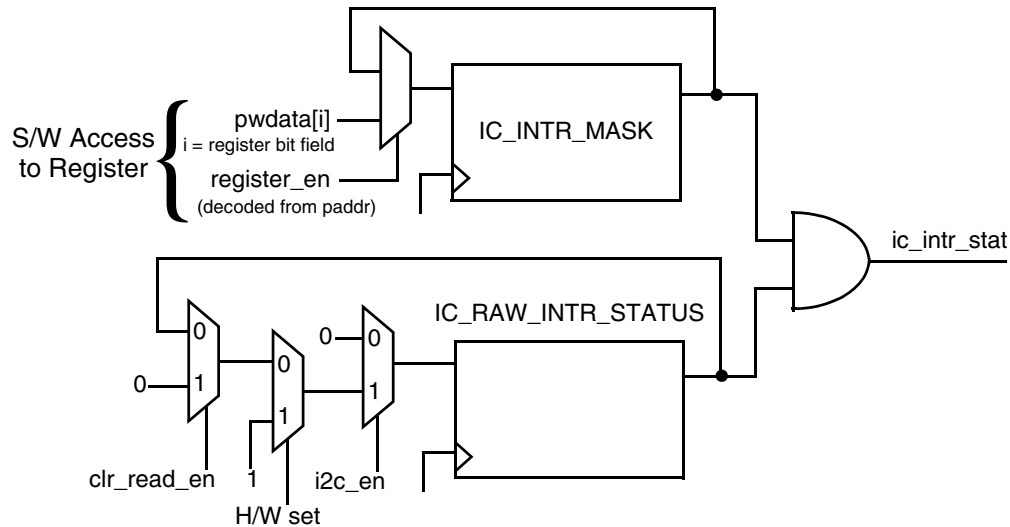 pwdata[i]
i = register bit field
S/W Access
to Register
register_en
(decoded from paddr)
IC_INTR_MASK
ic_intr_stat
IC_RAW_INTR_STATUS
0
1
0
0
1
1
0
0
1
clr_read_en
H/W set
i2c_en